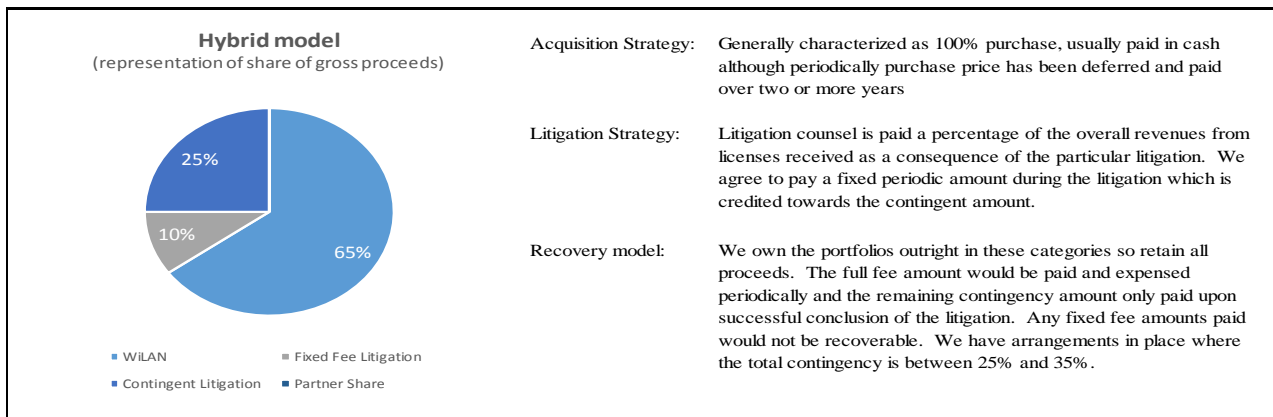 Hybrid model
(representation of share of gross proceeds)
25%
10%
65%
WiLAN
Fixed Fee Litigation
Contingent Litigation
Partner Share
Acquisition Strategy:
Generally characterized as 100% purchase, usually paid in cash
although periodically purchase price has been deferred and paid
over two or more years
Litigation Strategy:
Litigation counsel is paid a percentage of the overall revenues from
licenses received as a consequence of the particular litigation. We
agree to pay a fixed periodic amount during the litigation which is
credited towards the contingent amount.
Recovery model:
We own the portfolios outright in these categories so retain all
proceeds. The full fee amount would be paid and expensed
periodically and the remaining contingency amount only paid upon
successful conclusion of the litigation. Any fixed fee amounts paid
would not be recoverable. We have arrangements in place where
the total contingency is between 25% and 35%.